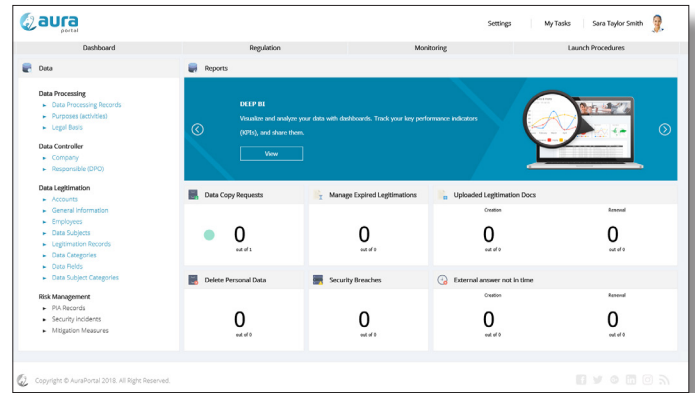 aura
portal
Settings
My Tasks
Sara Taylor Smith
Dashboard
Regulation
Monitoring
Launch Procedures
Data
Data Processing
Data Processing Records
Purposes (activities)
Legal Basis
Data Controller
Company
Responsible (DPO)
Data Legitimation
Accounts
General Information
Employees
Data Subjects
Legitimation Records
Data Categories
Data Fields
Data Subject Categories
Risk Management
PIA Records
Security Incidents
Mitigation Measures
Reports
DEEP BI
Visualize and analyze your data with dashboards. Track your key performance indicators
(KPIs), and share them.
View
Data Copy Requests
0
out of 1
Manage Expired Legitimations
0
out of 0
Uploaded Legitimation Docs
Creation
0
out of 0
Renewal
0
out of 0
Delete Personal Data
0
out of 0
Security Breaches
0
out of 0
External answer not in time
Creation
0
out of 0
Renewal
0
out of 0
Copyright © AuraPortal 2018. All Right Reserved.